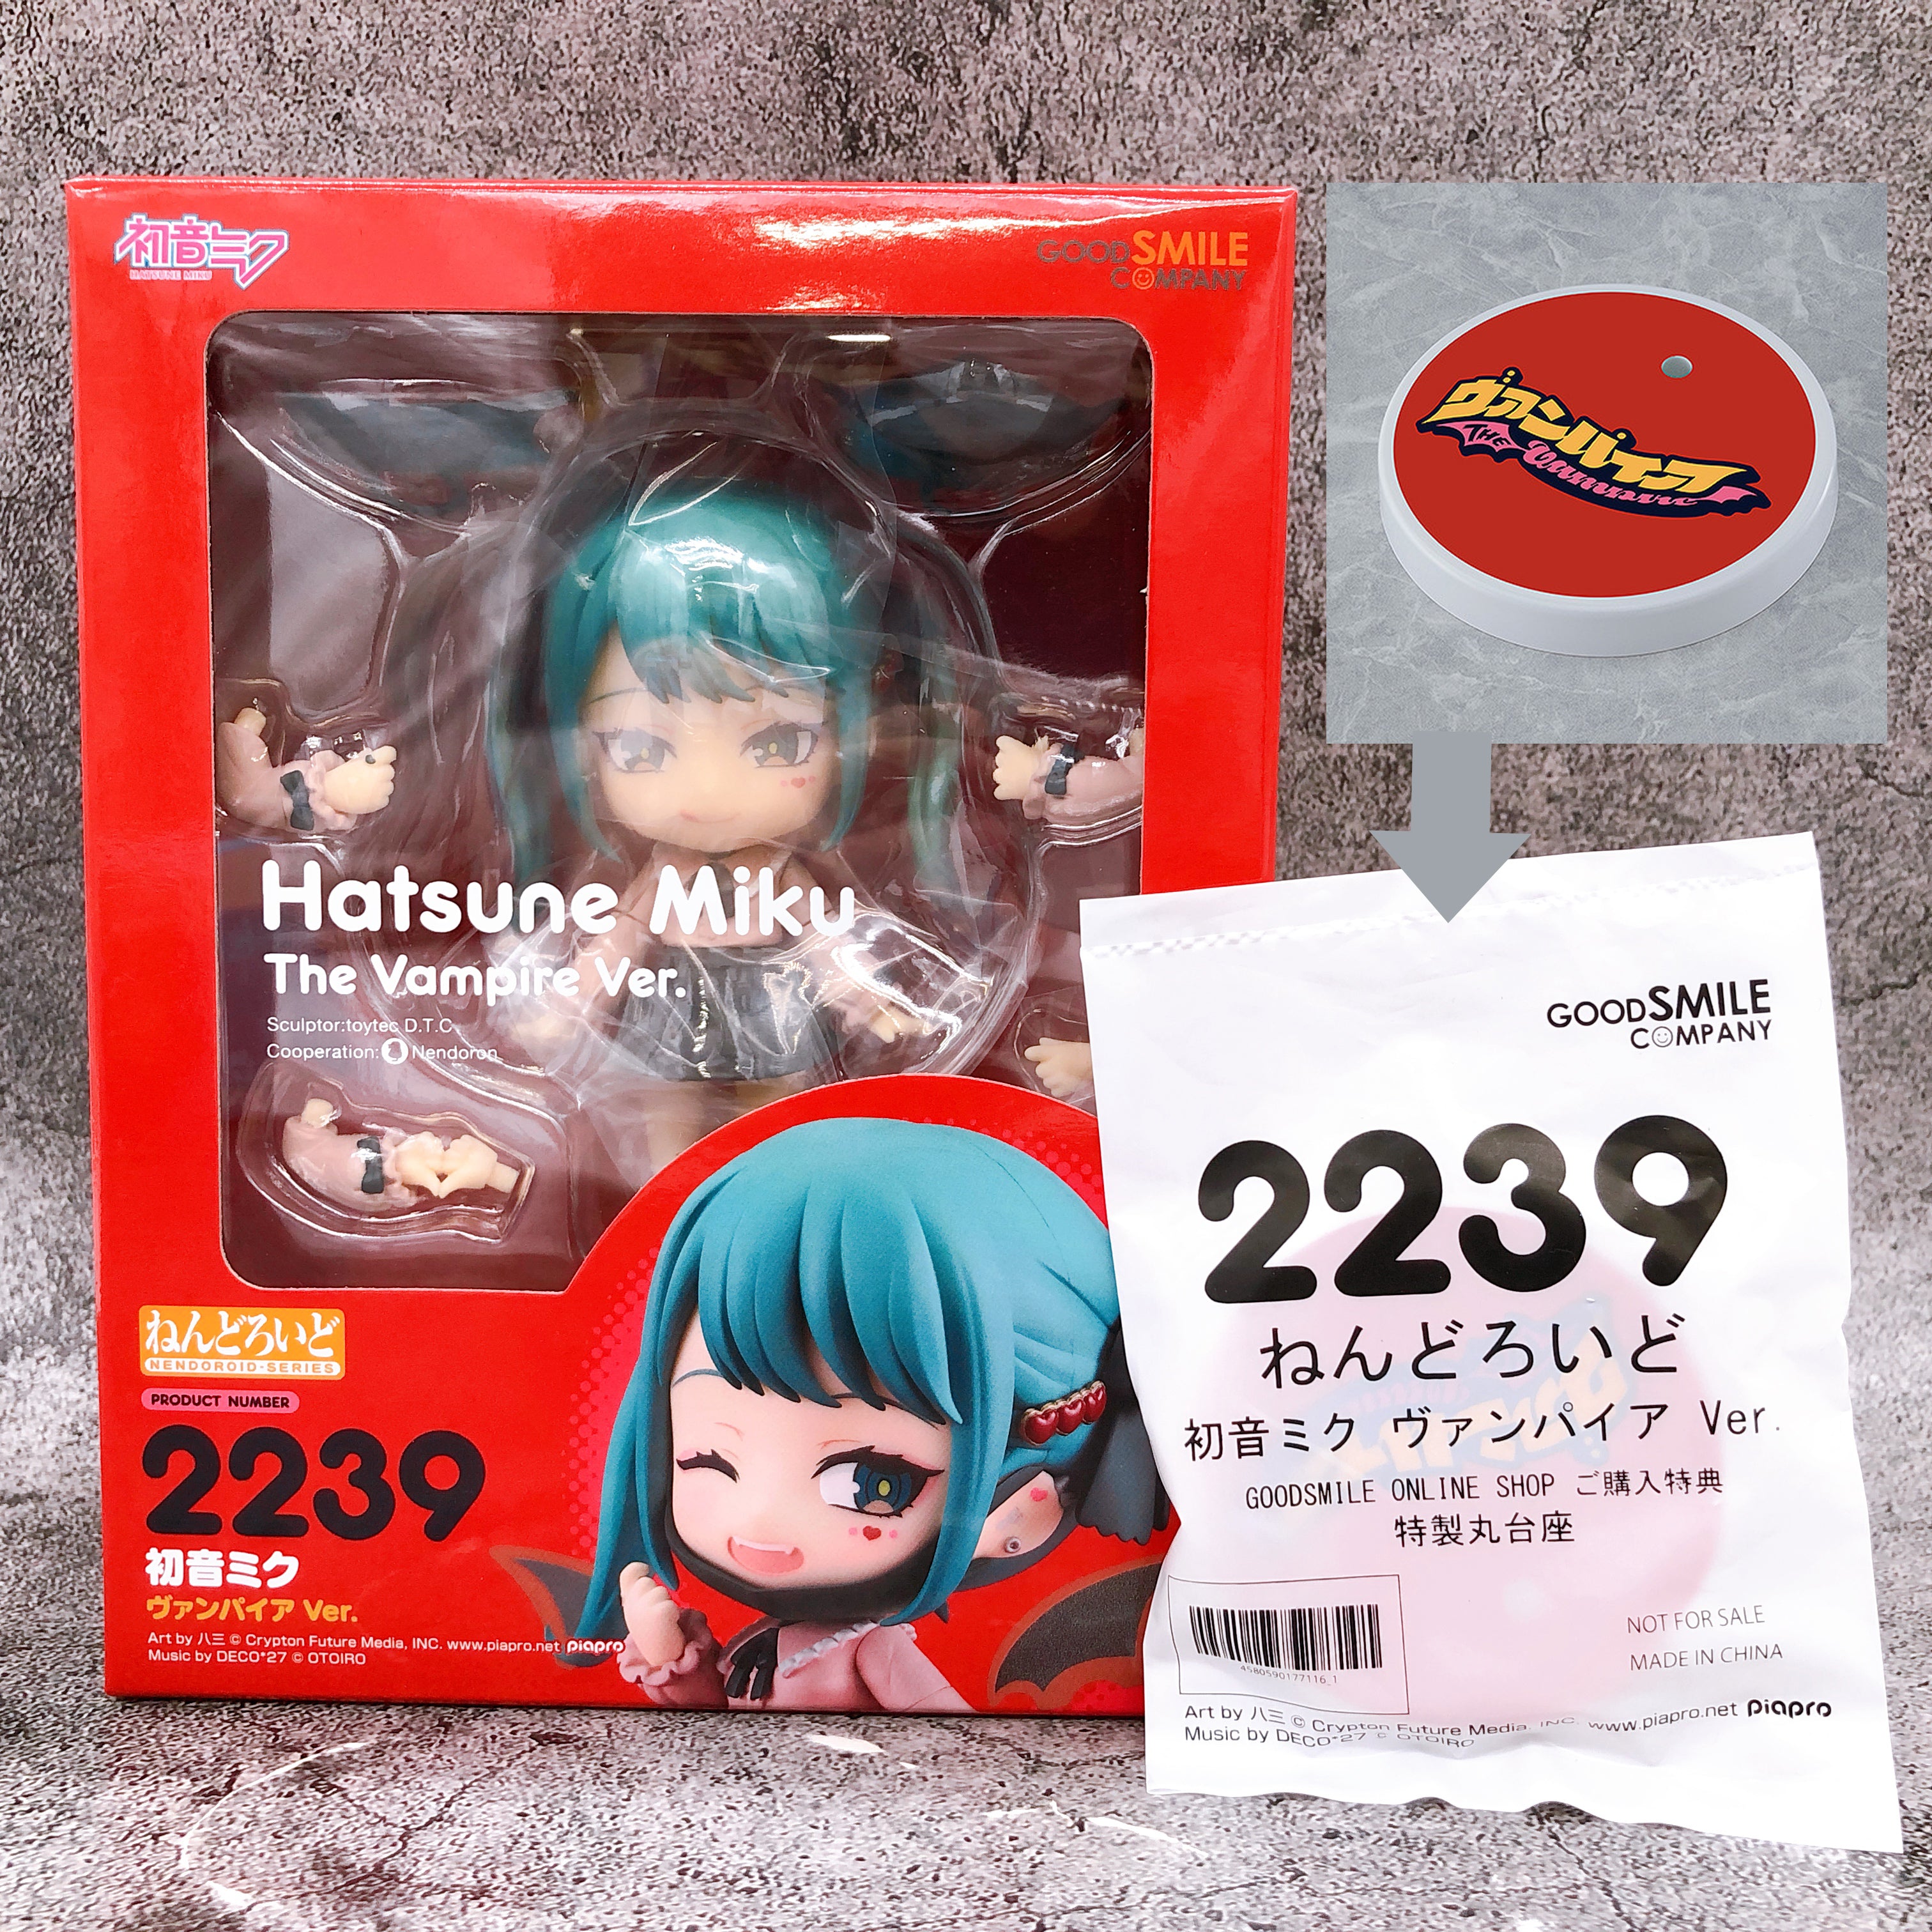 初音ミク
HATSUNE MIKU
GOODSMILE
COMPANY
Hatsune Miku
The Vampire Ver.
Sculptor:toytec D.T.C.
Cooperation: Nendoron
ねんどろいど
NENDOROID-SERIES
PRODUCT NUMBER
2239
初音ミク
ヴァンパイア Ver.
Art by 八三 © Crypton Future Media, INC. www.piapro.net piapro
Music by DECO*27 © OTOIRO
ヴァンパイア
THE Vampire
GOODSMILE
COMPANY
2239
ねんどろいど
初音ミク ヴァンパイア Ver.
GOODSMILE ONLINE SHOP ご購入特典
特製丸台座
NOT FOR SALE
MADE IN CHINA
4580590177116_1
Art by 八三 © Crypton Future Media, INC. www.piapro.net piapro
Music by DECO*27 © OTOIRO